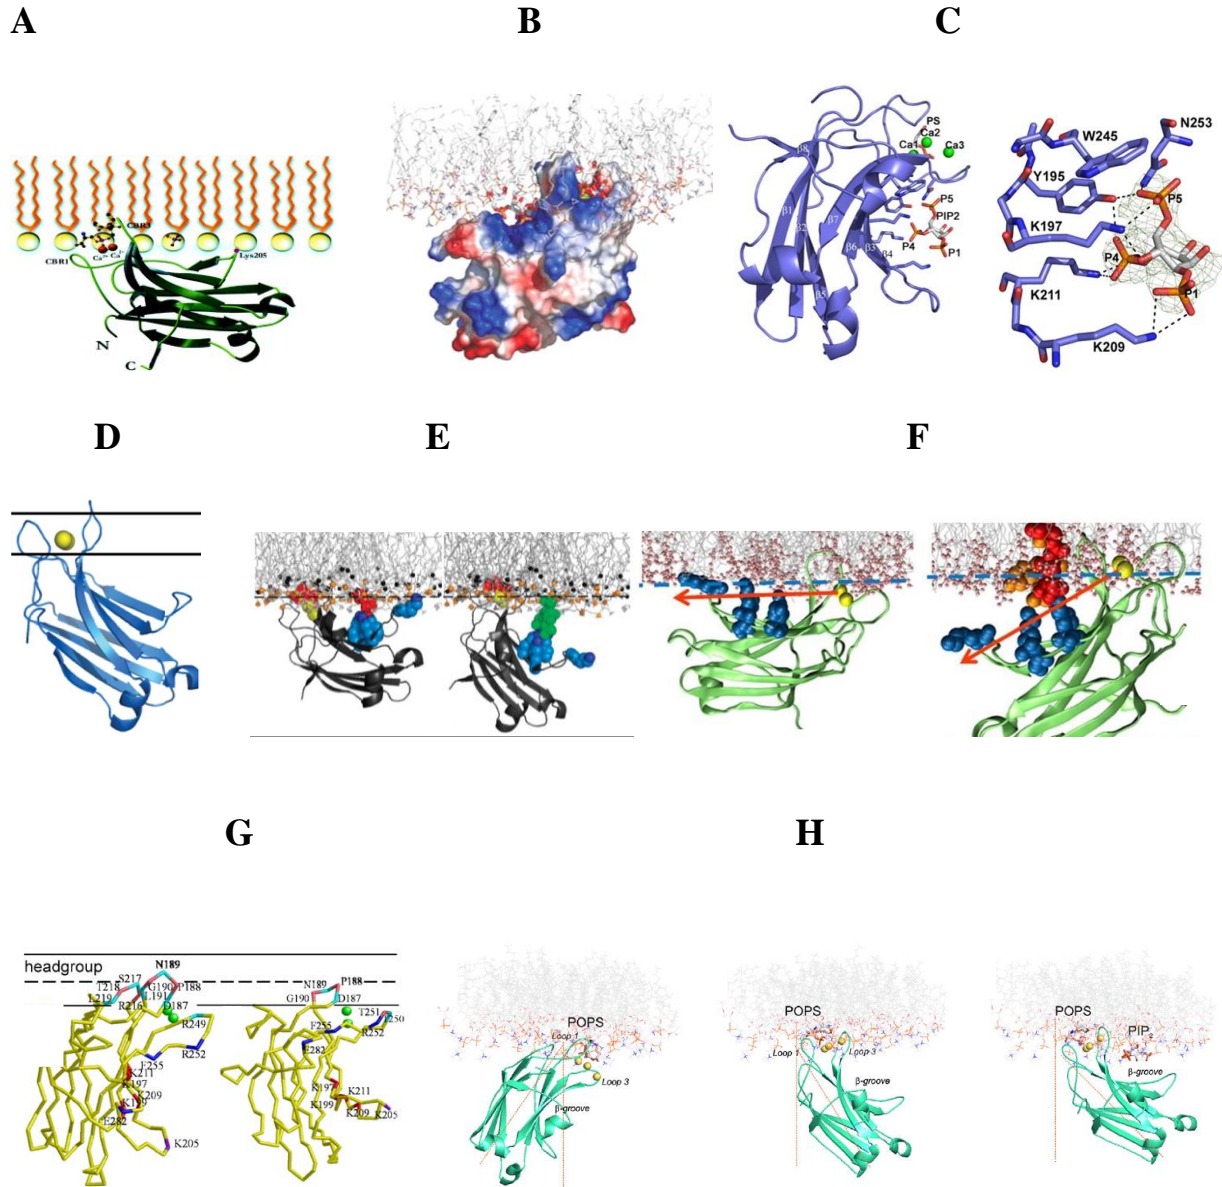 A
B
C
CBR3
CBR1
Ca²⁺ Ca²⁺
Lys205
N
C
β8
β1
β2
β7
β6
β3
β4
β5
PS
Ca2
Ca1
Ca3
P5
PIP2
P4
P1
N253
W245
Y195
P5
K197
P4
K211
P1
K209
D
E
F
G
H
headgroup
N189
S217
T218
G190
P188
L219
L191
R216
D187
R249
R252
F255
K211
K197
K209
K199
E282
K205
N189
P188
G190
D187
T251
I250
F255
R252
E282
K197
K211
K199
K209
K205
POPS
Loop 1
Loop 3
β-groove
POPS
Loop 1
Loop 3
β-groove
POPS
PIP₂
β-groove